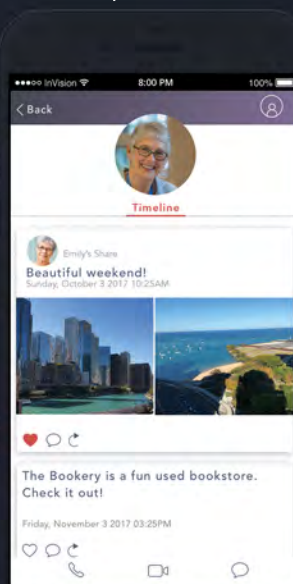 InVision
8:00 PM
100%
< Back
Timeline
Emily's Share
Beautiful weekend!
Sunday, October 3 2017 10:25AM
The Bookery is a fun used bookstore.
Check it out!
Friday, November 3 2017 03:25PM